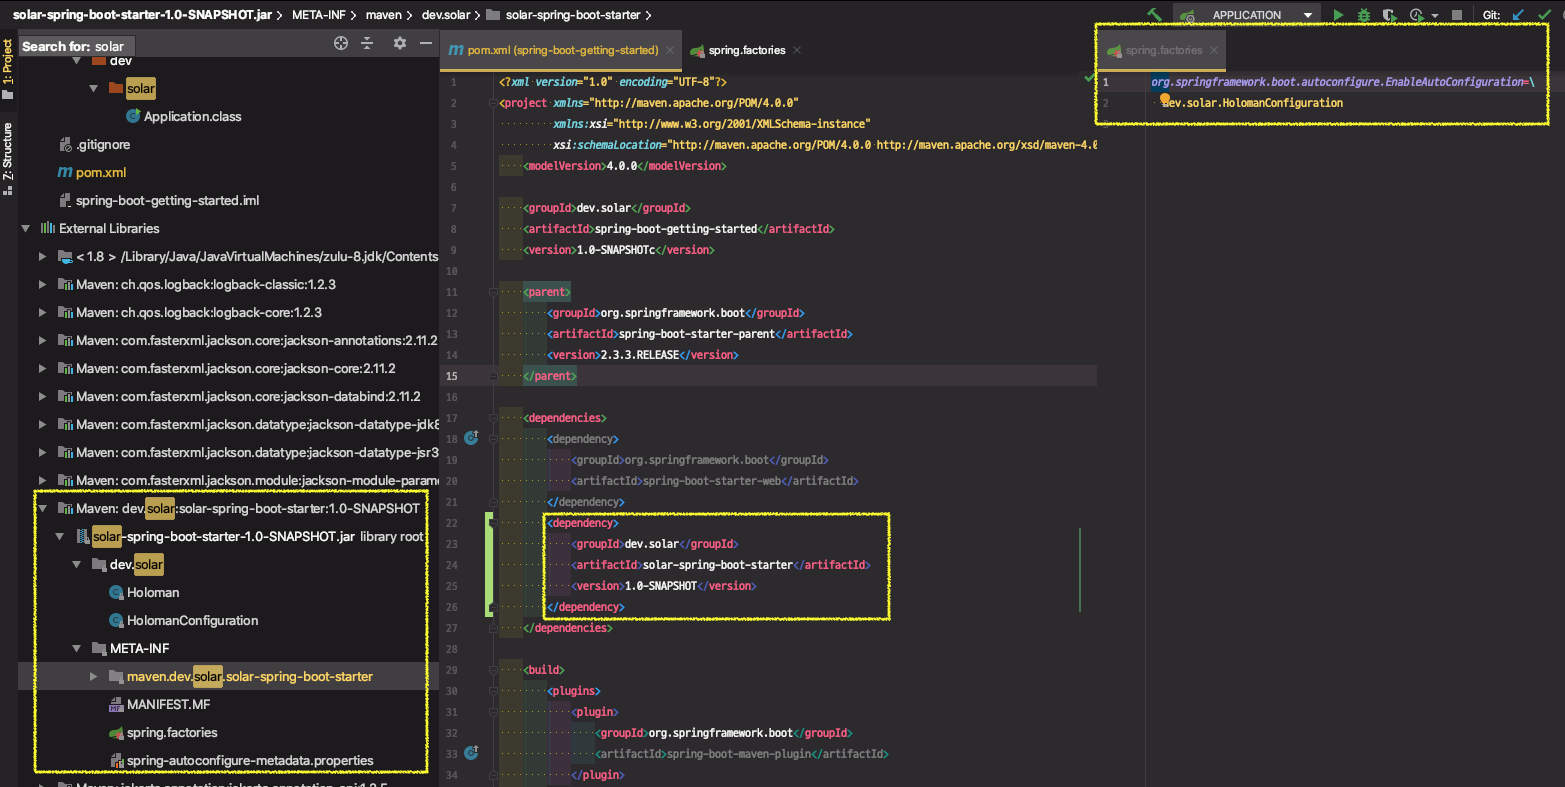 solar-spring-boot-starter-1.0-SNAPSHOT.jar
META-INF
maven
dev.solar
solar-spring-boot-starter
APPLICATION
Git:
1: Project
Z: Structure
Search for: solar
dev
solar
Application.class
.gitignore
pom.xml
spring-boot-getting-started.iml
External Libraries
< 1.8 > /Library/Java/JavaVirtualMachines/zulu-8.jdk/Contents
Maven: ch.qos.logback:logback-classic:1.2.3
Maven: ch.qos.logback:logback-core:1.2.3
Maven: com.fasterxml.jackson.core:jackson-annotations:2.11.2
Maven: com.fasterxml.jackson.core:jackson-core:2.11.2
Maven: com.fasterxml.jackson.core:jackson-databind:2.11.2
Maven: com.fasterxml.jackson.datatype:jackson-datatype-jdk8
Maven: com.fasterxml.jackson.datatype:jackson-datatype-jsr3
Maven: com.fasterxml.jackson.module:jackson-module-parame
Maven: dev.solar:solar-spring-boot-starter:1.0-SNAPSHOT
solar-spring-boot-starter-1.0-SNAPSHOT.jar library root
dev.solar
Holoman
HolomanConfiguration
META-INF
maven.dev.solar.solar-spring-boot-starter
MANIFEST.MF
spring.factories
spring-autoconfigure-metadata.properties
pom.xml (spring-boot-getting-started)
spring.factories
1 <?xml version="1.0" encoding="UTF-8"?>
2 <project xmlns="http://maven.apache.org/POM/4.0.0"
3 xmlns:xsi="http://www.w3.org/2001/XMLSchema-instance"
4 xsi:schemaLocation="http://maven.apache.org/POM/4.0.0 http://maven.apache.org/xsd/maven-4.0
5 <modelVersion>4.0.0</modelVersion>
6
7 <groupId>dev.solar</groupId>
8 <artifactId>spring-boot-getting-started</artifactId>
9 <version>1.0-SNAPSHOTc</version>
10
11 <parent>
12 <groupId>org.springframework.boot</groupId>
13 <artifactId>spring-boot-starter-parent</artifactId>
14 <version>2.3.3.RELEASE</version>
15 </parent>
16
17 <dependencies>
18 <dependency>
19 <groupId>org.springframework.boot</groupId>
20 <artifactId>spring-boot-starter-web</artifactId>
21 </dependency>
22 <dependency>
23 <groupId>dev.solar</groupId>
24 <artifactId>solar-spring-boot-starter</artifactId>
25 <version>1.0-SNAPSHOT</version>
26 </dependency>
27 </dependencies>
28
29 <build>
30 <plugins>
31 <plugin>
32 <groupId>org.springframework.boot</groupId>
33 <artifactId>spring-boot-maven-plugin</artifactId>
34 </plugin>
spring.factories
1 org.springframework.boot.autoconfigure.EnableAutoConfiguration=\
2 dev.solar.HolomanConfiguration
3